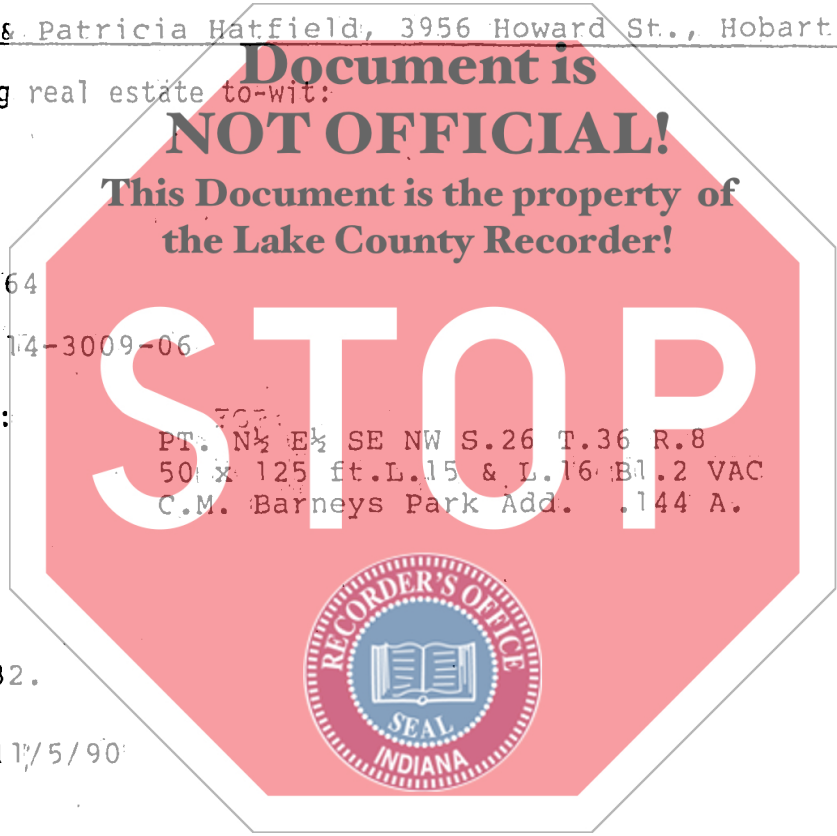 & Patricia Hatfield, 3956 Howard St., Hobart
Document is
g real estate to-wit:
NOT OFFICIAL!
This Document is the property of
the Lake County Recorder!
64
14-3009-06
STOP
:
PT. N½ E½ SE NW S.26 T.36 R.8
50 x 125 ft.L.15 & L.16 Bl.2 VAC
C.M. Barneys Park Add. .144 A.
RECORDER'S OFFICE
SEAL
INDIANA
32.
11/5/90